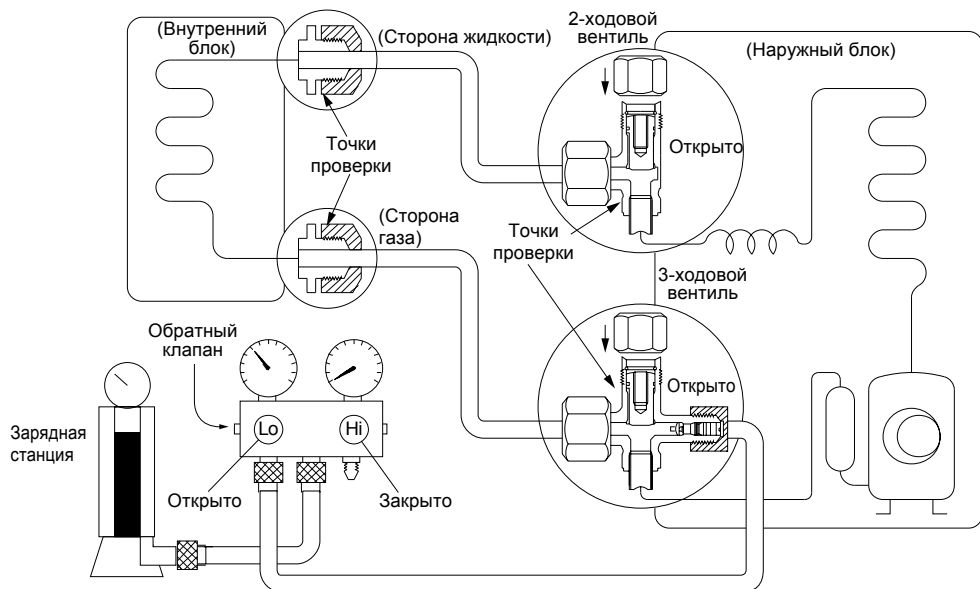 (Внутренний
блок)
(Сторона жидкости)
2-ходовой
вентиль
(Наружный блок)
Открыто
Точки
проверки
(Сторона
газа)
Точки
проверки
3-ходовой
вентиль
Обратный
клапан
Открыто
Зарядная
станция
Lo
Hi
Открыто
Закрыто